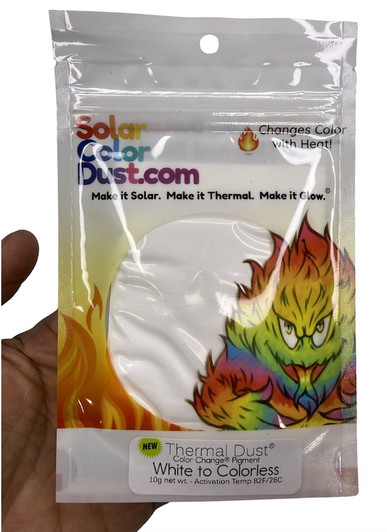 Solar
Color
Dust.com
Changes Color
with Heat!
Make it Solar. Make it Thermal. Make it Glow.®
NEW
Thermal Dust®
Color Change® Pigment
White to Colorless
10g net wt. - Activation Temp 82F/28C